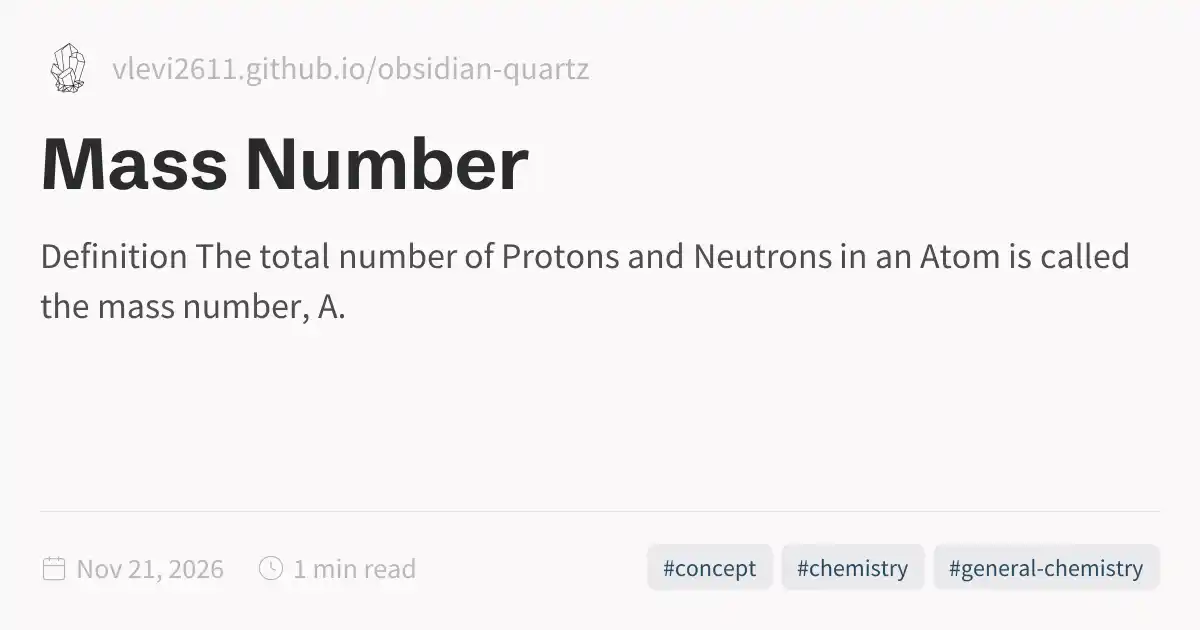 vlevi2611.github.io/obsidian-quartz
Mass Number
Definition The total number of Protons and Neutrons in an Atom is called
the mass number, A.
Nov 21, 2026 1 min read #concept #chemistry #general-chemistry